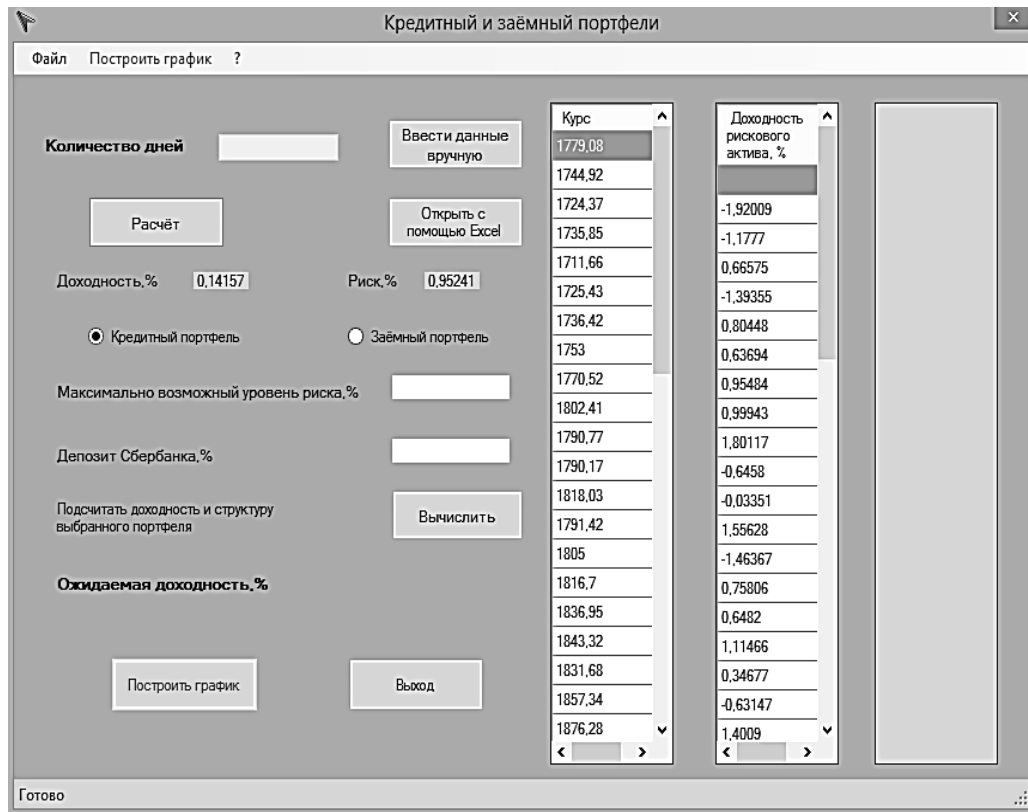 Кредитный и заёмный портфели
Файл Построить график ?
Количество дней
Ввести данные
вручную
Расчёт
Открыть с
помощью Excel
Доходность,% 0,14157 Риск,% 0,95241
Кредитный портфель Заёмный портфель
Максимально возможный уровень риска,%
Депозит Сбербанка,%
Подсчитать доходность и структуру
выбранного портфеля
Вычислить
Ожидаемая доходность,%
Построить график Выход
Курс
1779,08
1744,92
1724,37
1735,85
1711,66
1725,43
1736,42
1753
1770,52
1802,41
1790,77
1790,17
1818,03
1791,42
1805
1816,7
1836,95
1843,32
1831,68
1857,34
1876,28
Доходность
рискового
актива, %
-1,92009
-1,1777
0,66575
-1,39355
0,80448
0,63694
0,95484
0,99943
1,80117
-0,6458
-0,03351
1,55628
-1,46367
0,75806
0,6482
1,11466
0,34677
-0,63147
1,4009
Готово